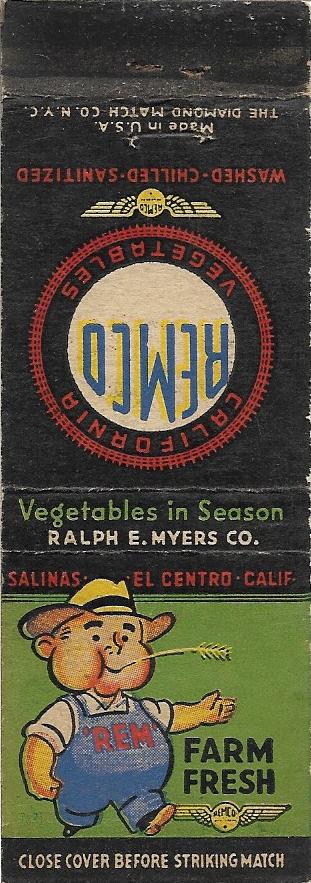 THE DIAMOND MATCH CO. N.Y.C.
Made in U.S.A.
WASHED·CHILLED·SANITIZED
REMCO
VEGETABLES
REMCO
CALIFORNIA
Vegetables in Season
RALPH E. MYERS CO.
SALINAS· ·EL CENTRO·CALIF
'REM'
FARM
FRESH
REMCO
CLOSE COVER BEFORE STRIKING MATCH